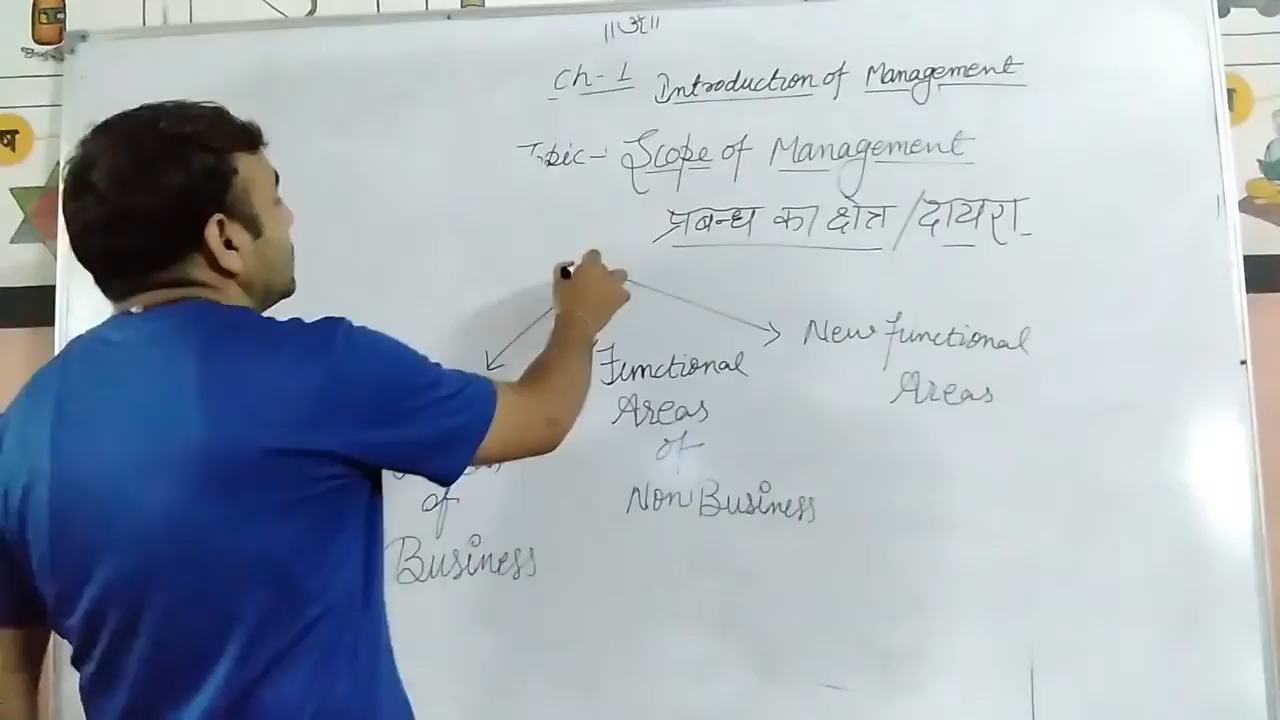 ||ॐ||
Ch-1 Introduction of Management
Topic- Scope of Management
प्रबन्ध का क्षेत्र/दायरा
New functional
Areas
Functional
Areas
of
Non Business
of
Business
ष